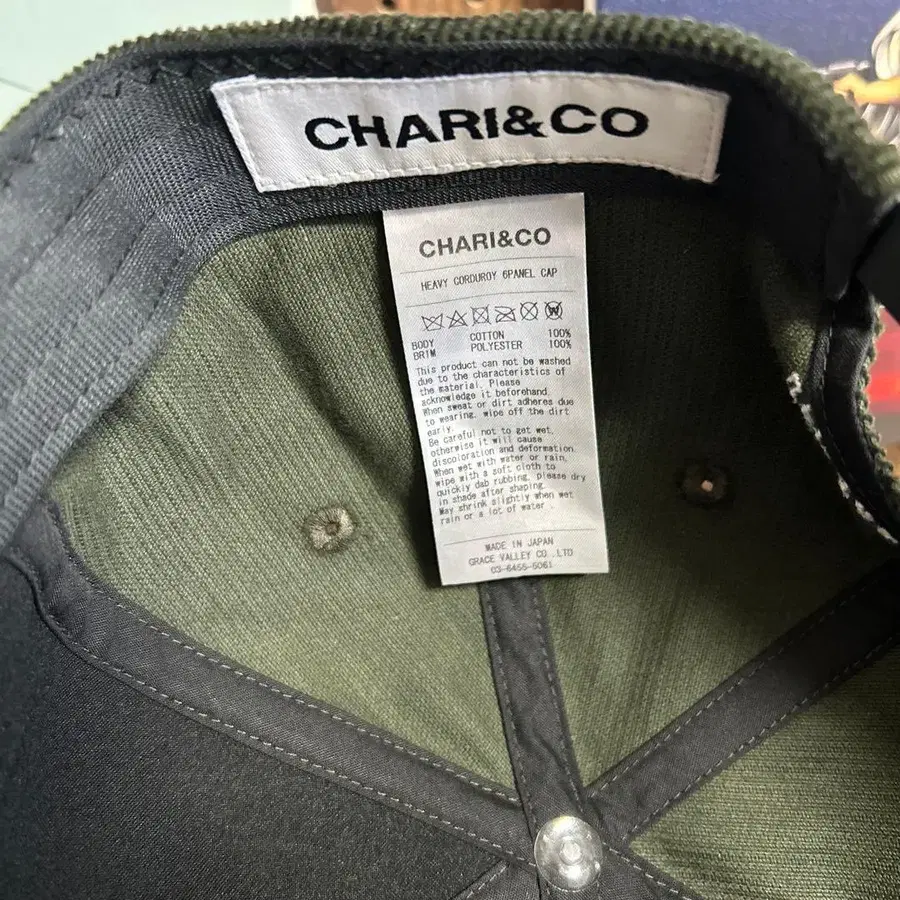 CHARI&CO
CHARI&CO
HEAVY CORDUROY 6PANEL CAP
BODY COTTON 100%
BRIM POLYESTER 100%
This product can not be washed
due to the characteristics of
the material. Please
acknowledge it beforehand.
When sweat or dirt adheres due
to wearing, wipe off the dirt
early.
Be careful not to get wet,
otherwise it will cause
discoloration and deformation.
When wet with water or rain,
wipe with a soft cloth to
quickly dab rubbing, please dry
in shade after shaping.
May shrink slightly when wet
rain or a lot of water .
MADE IN JAPAN
GRACE VALLEY CO.,LTD
03-6455-5061